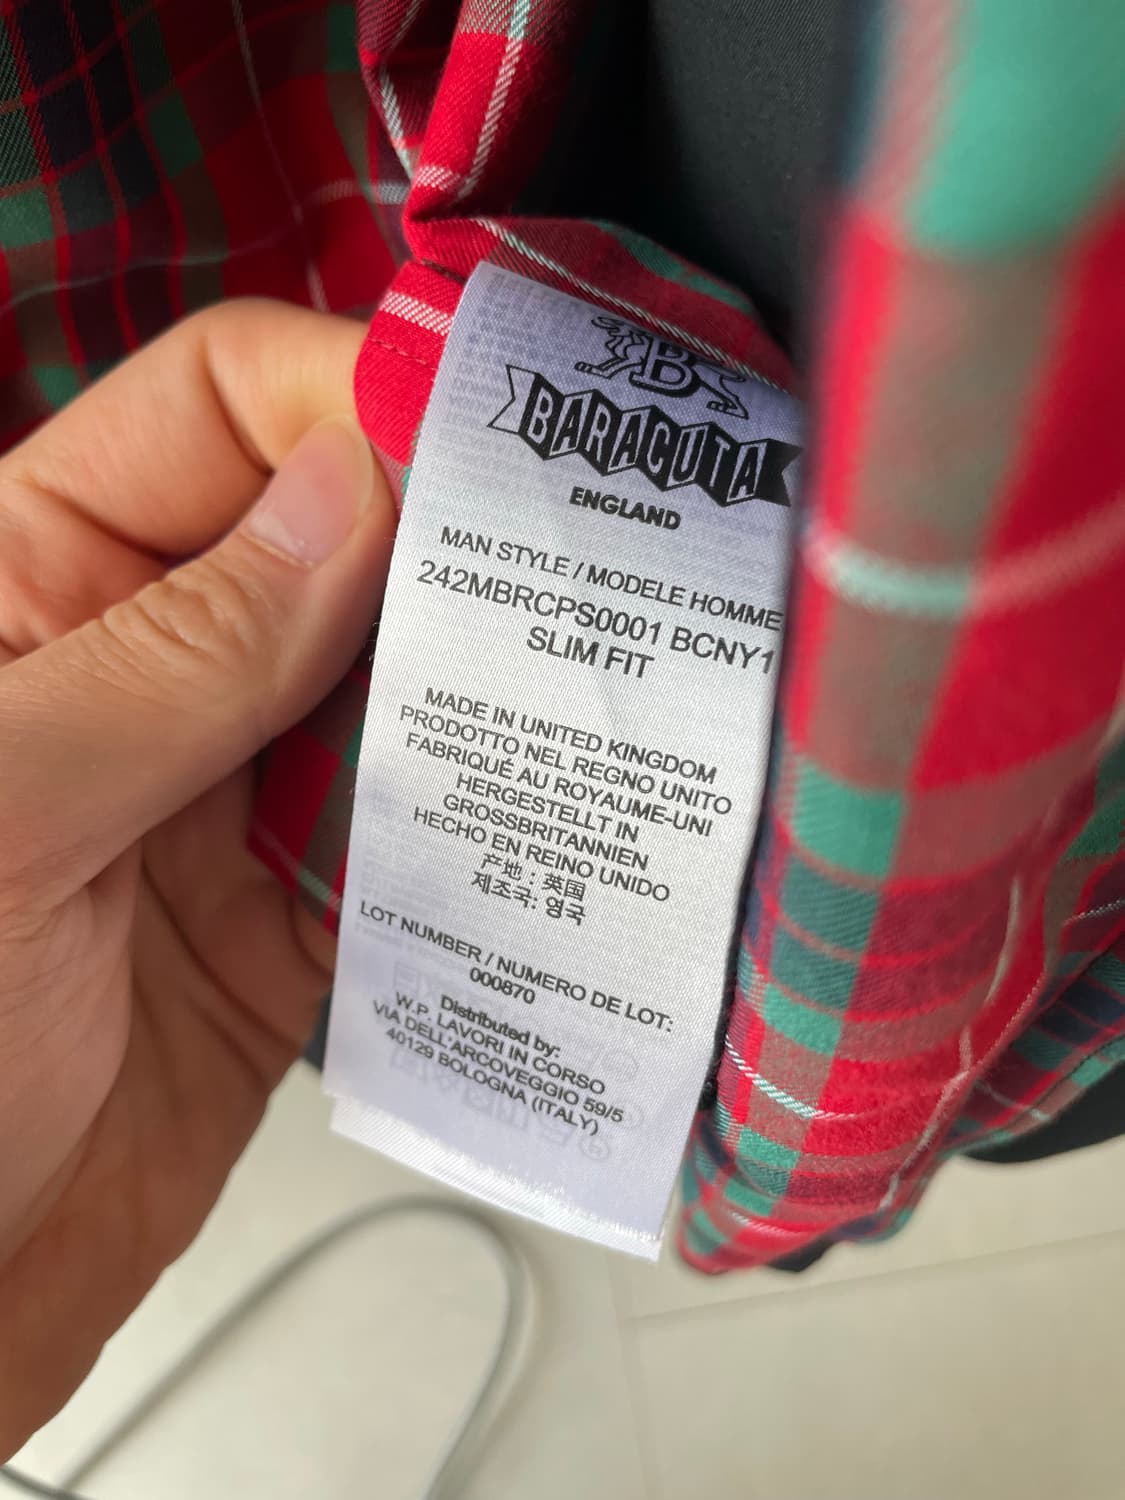 B
BARACUTA
ENGLAND
MAN STYLE / MODELE HOMME
242MBRCPS0001 BCNY1
SLIM FIT
MADE IN UNITED KINGDOM
PRODOTTO NEL REGNO UNITO
FABRIQUÉ AU ROYAUME-UNI
HERGESTELLT IN
GROSSBRITANNIEN
HECHO EN REINO UNIDO
产地：英国
제조국: 영국
LOT NUMBER / NUMERO DE LOT:
000870
Distributed by:
W.P. LAVORI IN CORSO
VIA DELL'ARCOVEGGIO 59/5
40129 BOLOGNA (ITALY)